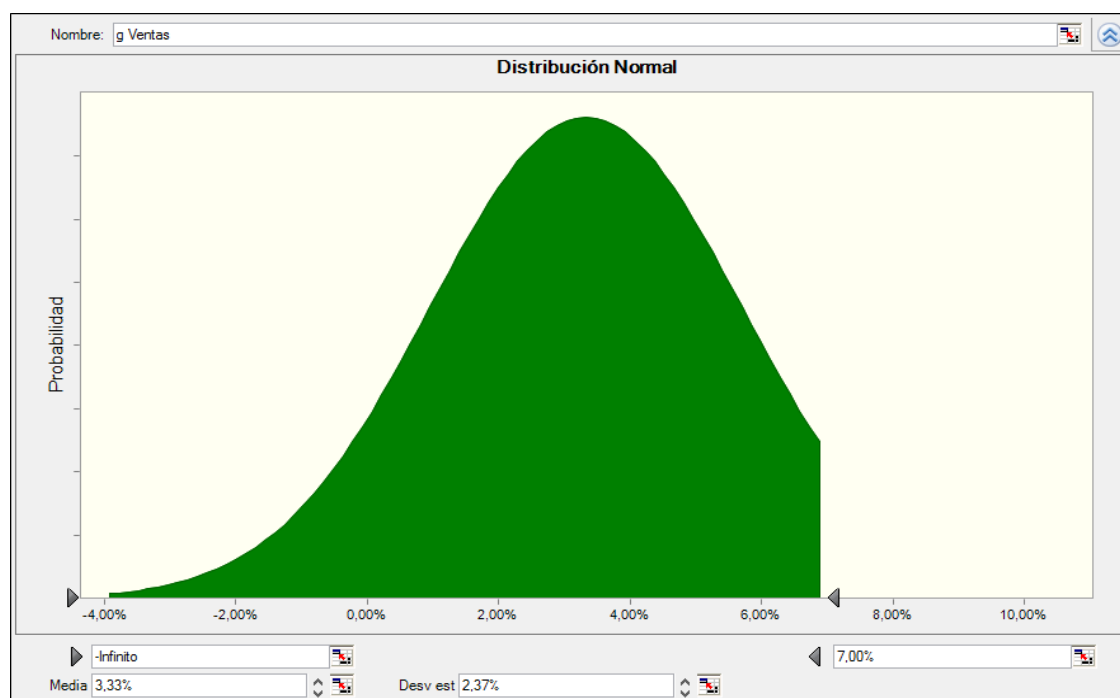 Nombre: g Ventas
Distribución Normal
Probabilidad
-4,00% -2,00% 0,00% 2,00% 4,00% 6,00% 8,00% 10,00%
-Infinito 7,00%
Media 3,33% Desv est 2,37%